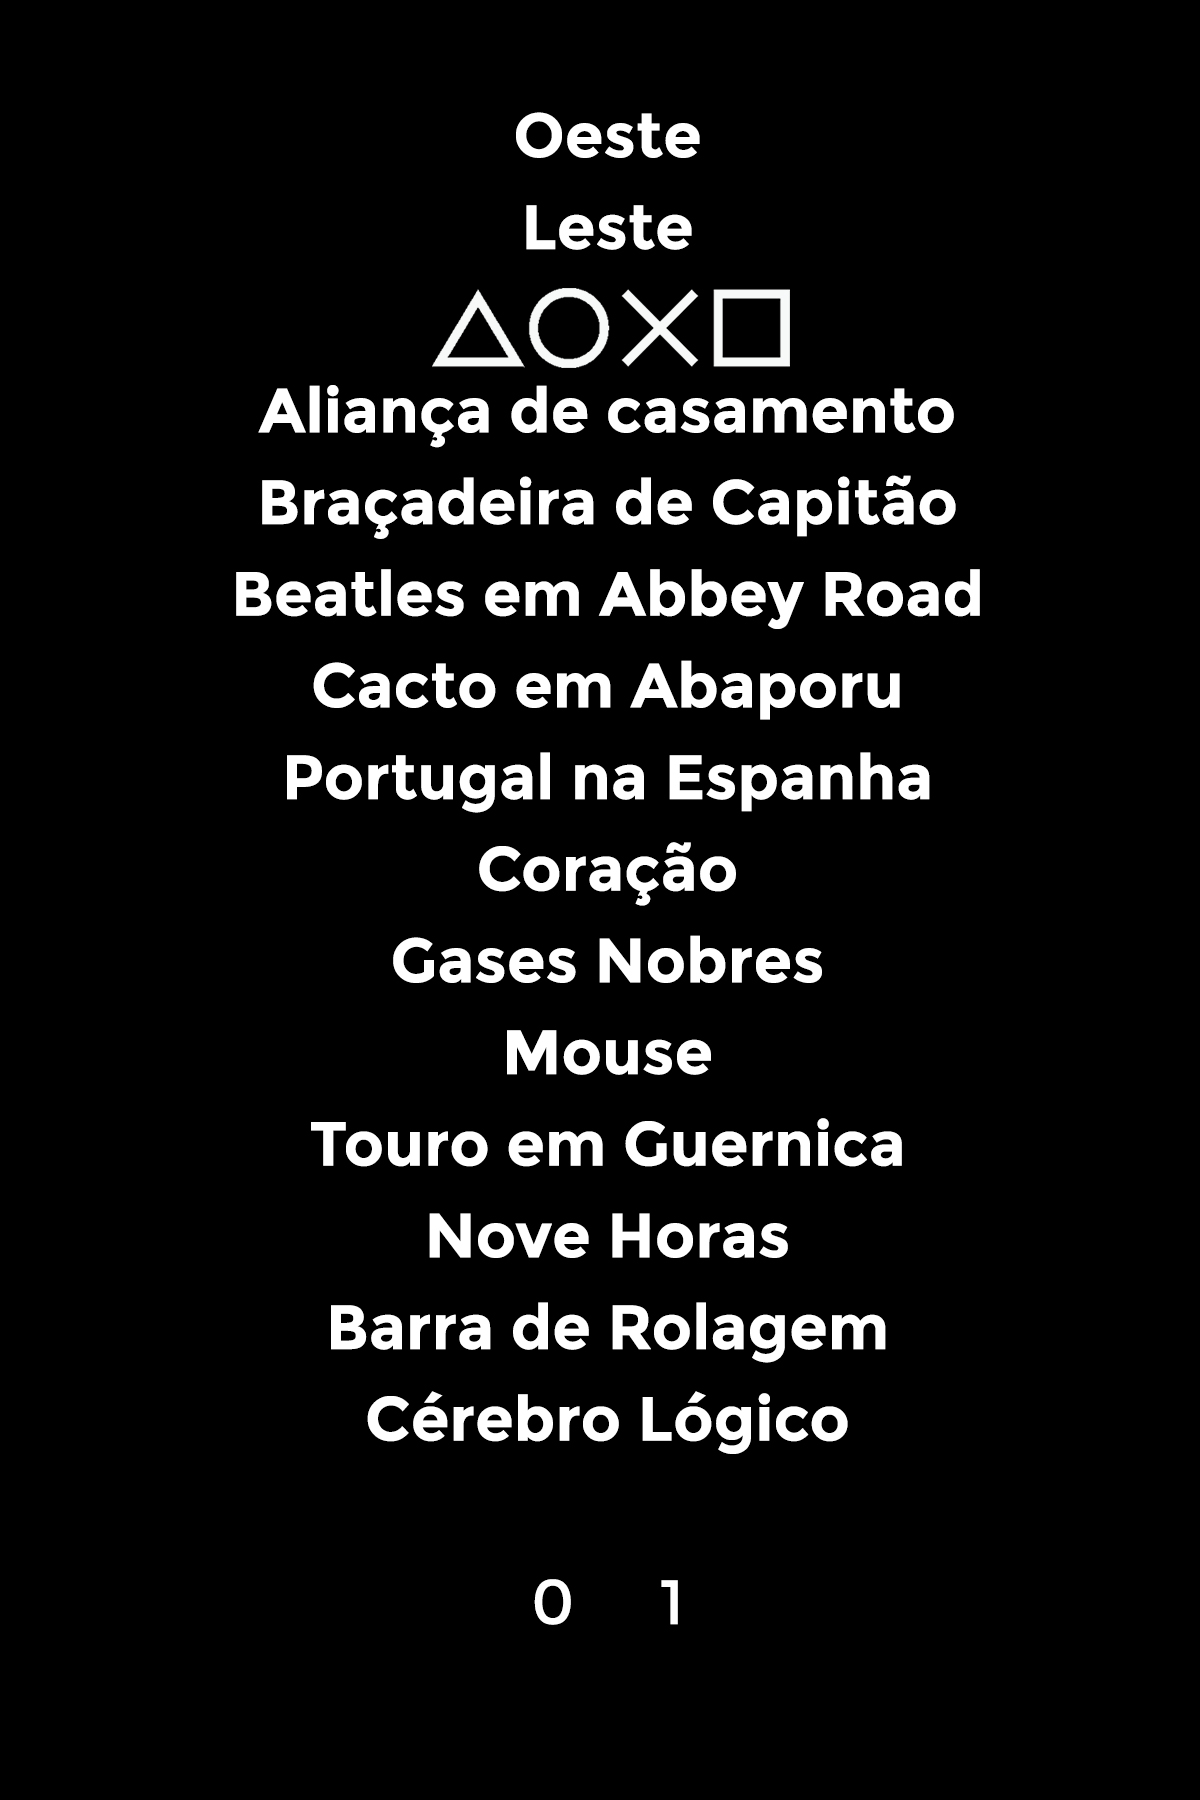 Oeste
Leste
△○✕□
Aliança de casamento
Braçadeira de Capitão
Beatles em Abbey Road
Cacto em Abaporu
Portugal na Espanha
Coração
Gases Nobres
Mouse
Touro em Guernica
Nove Horas
Barra de Rolagem
Cérebro Lógico
0 1